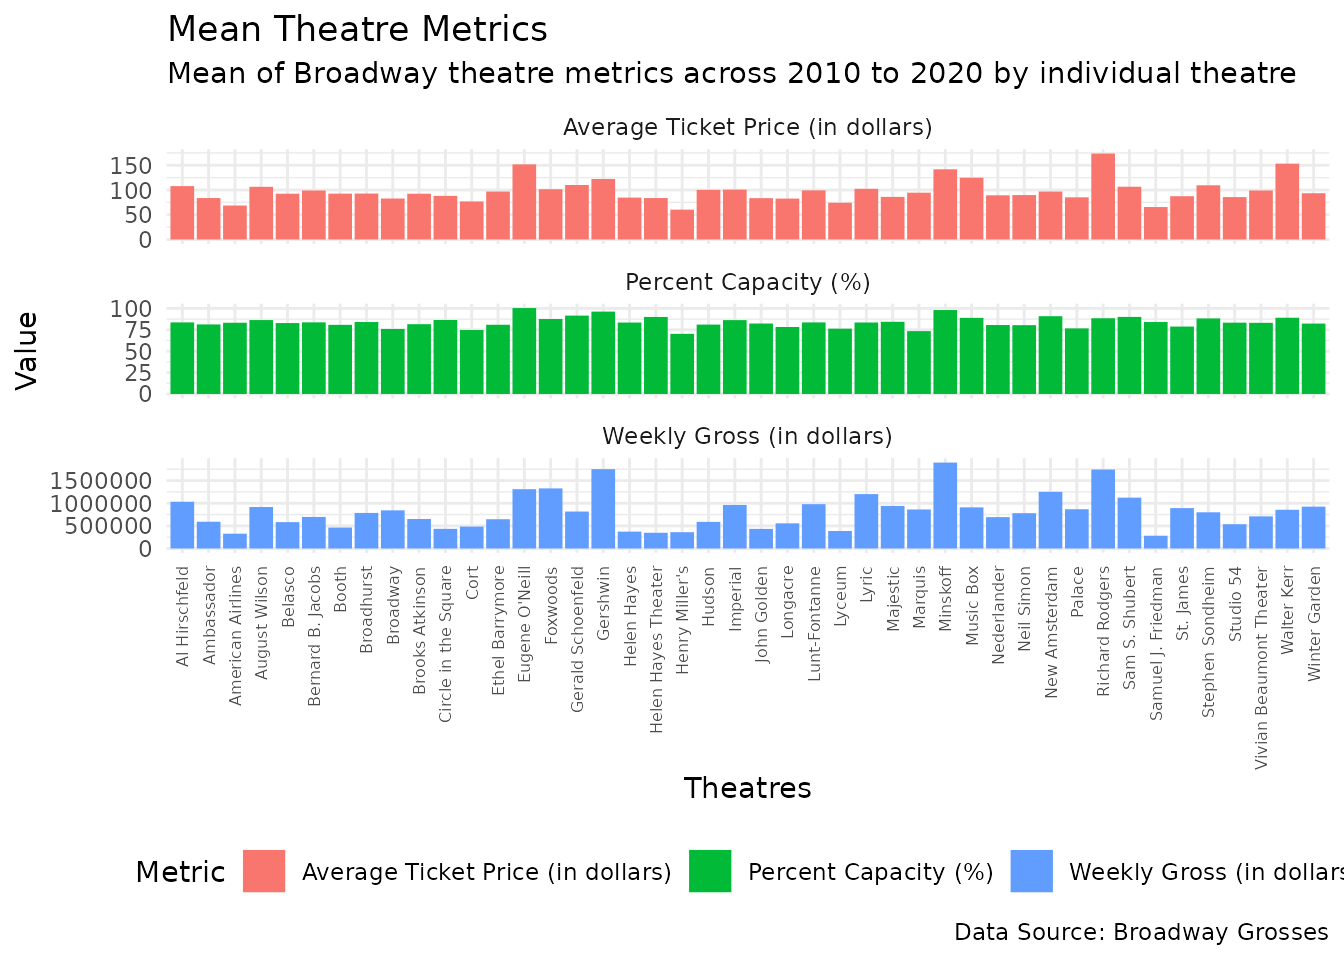 Mean Theatre Metrics
Mean of Broadway theatre metrics across 2010 to 2020 by individual theatre
Average Ticket Price (in dollars)
150
100
50
0
Percent Capacity (%)
100
75
50
25
0
Value
Weekly Gross (in dollars)
1500000
1000000
500000
0
Al Hirschfeld
Ambassador
American Airlines
August Wilson
Belasco
Bernard B. Jacobs
Booth
Broadhurst
Broadway
Brooks Atkinson
Circle in the Square
Cort
Ethel Barrymore
Eugene O'Neill
Foxwoods
Gerald Schoenfeld
Gershwin
Helen Hayes
Helen Hayes Theater
Henry Miller's
Hudson
Imperial
John Golden
Longacre
Lunt-Fontanne
Lyceum
Lyric
Majestic
Marquis
Minskoff
Music Box
Nederlander
Neil Simon
New Amsterdam
Palace
Richard Rodgers
Sam S. Shubert
Samuel J. Friedman
St. James
Stephen Sondheim
Studio 54
Vivian Beaumont Theater
Walter Kerr
Winter Garden
Theatres
Metric
Average Ticket Price (in dollars)
Percent Capacity (%)
Weekly Gross (in dollars
Data Source: Broadway Grosses